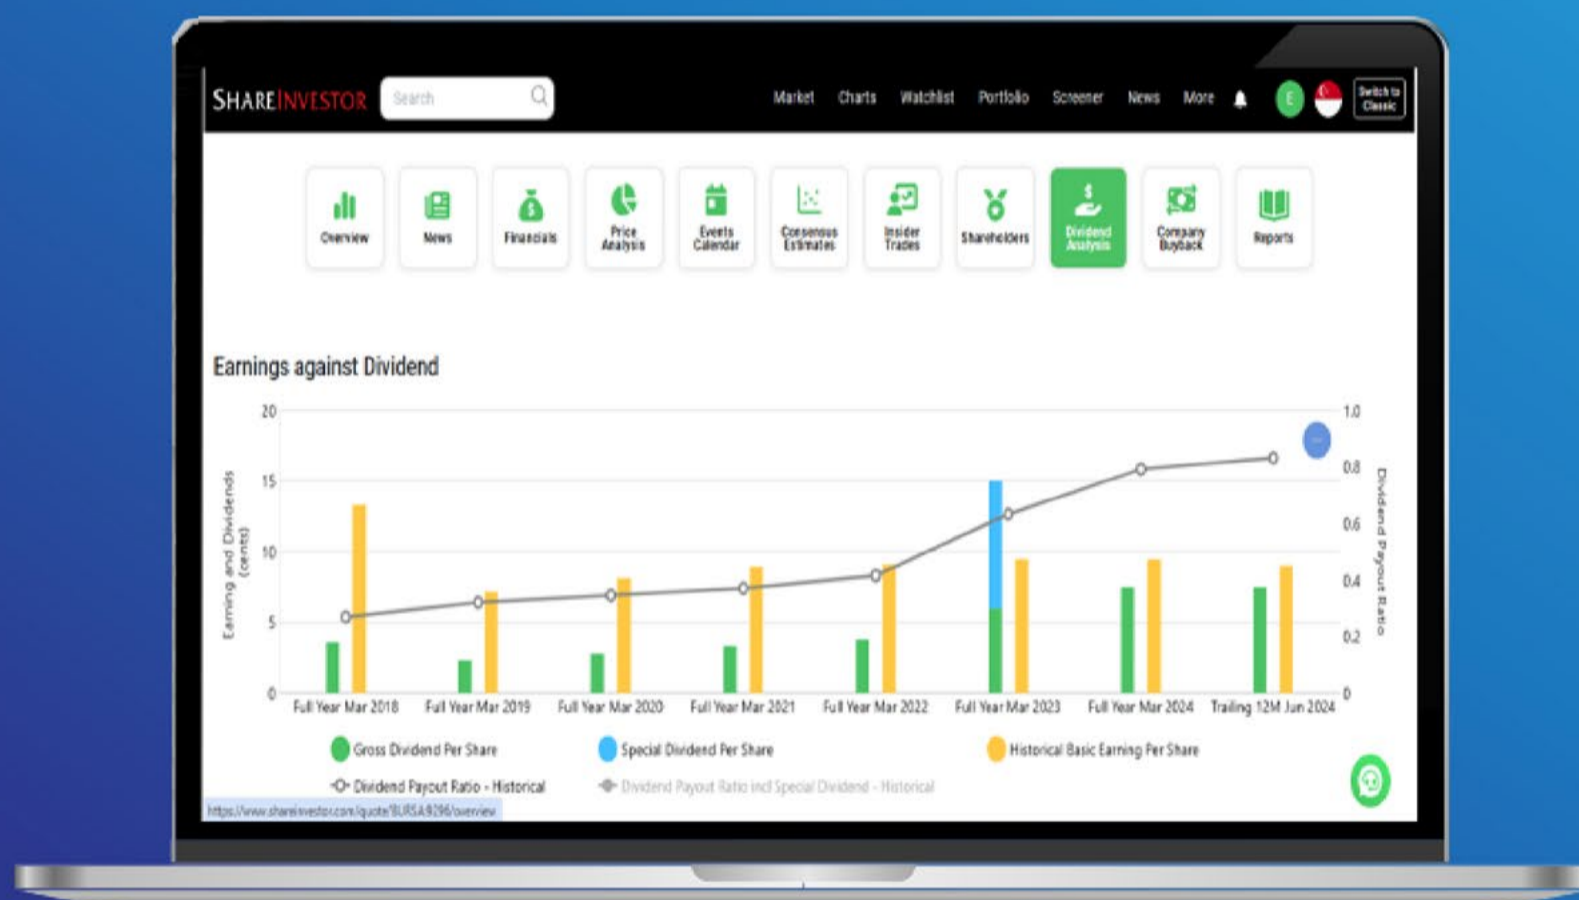 SHAREINVESTOR
Search
Market Charts Watchlist Portfolio Screener News More
E
Switch to
Classic
Overview
News
Financials
Price
Analysis
Events
Calendar
Consensus
Estimates
Insider
Trades
Shareholders
$
Dividend
Analysis
Company
Buyback
Reports
Earnings against Dividend
20
15
10
5
0
Earning and Dividends
(cents)
1.0
0.8
0.6
0.4
0.2
0
Dividend Payout Ratio
Full Year Mar 2018 Full Year Mar 2019 Full Year Mar 2020 Full Year Mar 2021 Full Year Mar 2022 Full Year Mar 2023 Full Year Mar 2024 Trailing 12M Jun 2024
Gross Dividend Per Share Special Dividend Per Share Historical Basic Earning Per Share
Dividend Payout Ratio - Historical Dividend Payout Ratio incl Special Dividend - Historical
https://www.shareinvestor.com/quote/BURSA:9296/overview